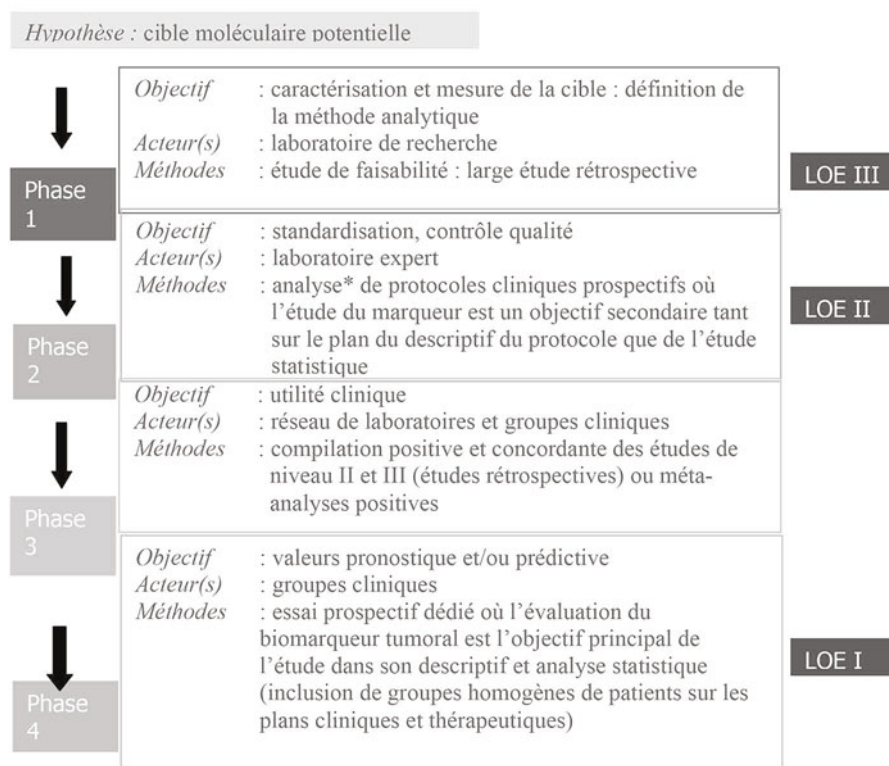 Hypothèse : cible moléculaire potentielle
Objectif : caractérisation et mesure de la cible : définition de
la méthode analytique
Acteur(s) : laboratoire de recherche
Méthodes : étude de faisabilité : large étude rétrospective
LOE III
Phase
1
Objectif : standardisation, contrôle qualité
Acteur(s) : laboratoire expert
Méthodes : analyse* de protocoles cliniques prospectifs où
l'étude du marqueur est un objectif secondaire tant
sur le plan du descriptif du protocole que de l'étude
statistique
LOE II
Phase
2
Objectif : utilité clinique
Acteur(s) : réseau de laboratoires et groupes cliniques
Méthodes : compilation positive et concordante des études de
niveau II et III (études rétrospectives) ou méta-
analyses positives
Phase
3
Objectif : valeurs pronostique et/ou prédictive
Acteur(s) : groupes cliniques
Méthodes : essai prospectif dédié où l'évaluation du
biomarqueur tumoral est l'objectif principal de
l'étude dans son descriptif et analyse statistique
(inclusion de groupes homogènes de patients sur les
plans cliniques et thérapeutiques)
LOE I
Phase
4